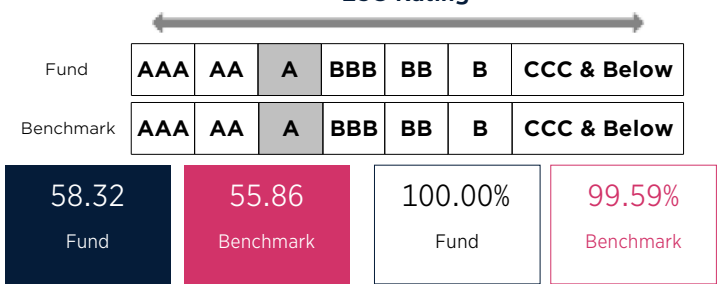 Fund AAA AA A BBB BB B CCC & Below
Benchmark AAA AA A BBB BB B CCC & Below
58.32 55.86 100.00% 99.59%
Fund Benchmark Fund Benchmark